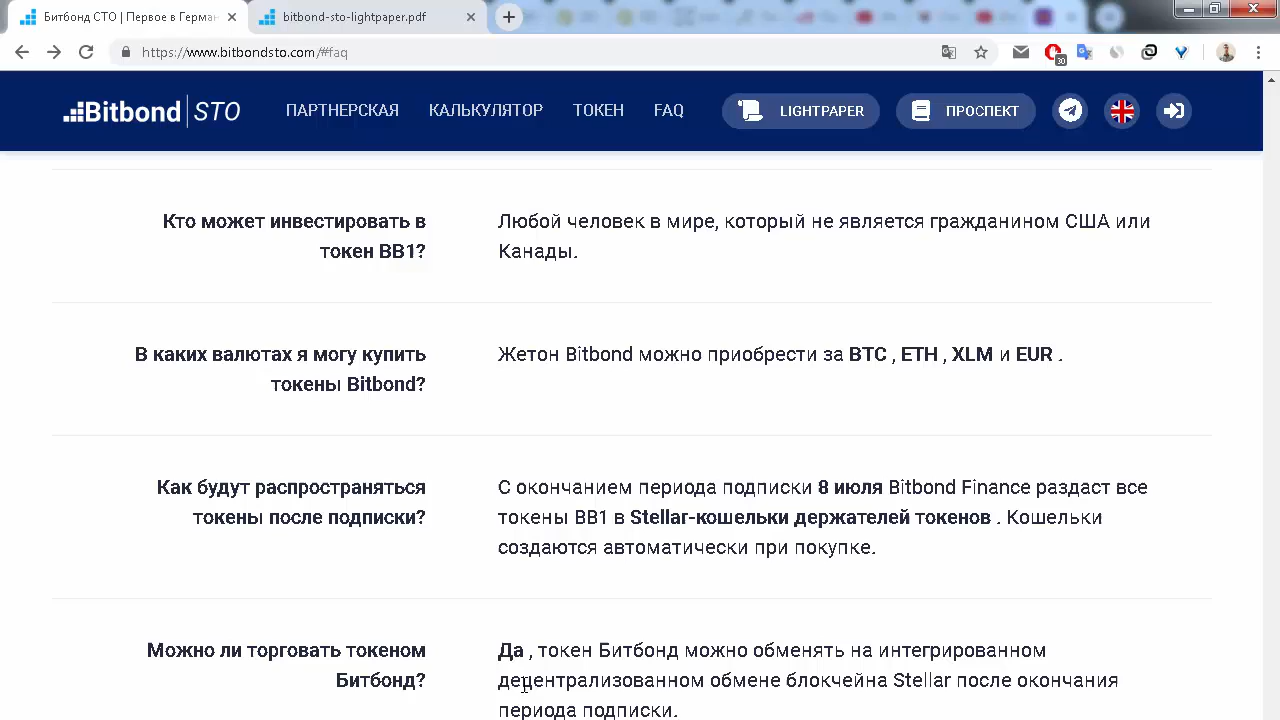 Битбонд СТО | Первое в Герман
bitbond-sto-lightpaper.pdf
https://www.bitbondsto.com/#faq
30
Bitbond STO
ПАРТНЕРСКАЯ КАЛЬКУЛЯТОР ТОКЕН FAQ LIGHTPAPER ПРОСПЕКТ
Кто может инвестировать в
токен BB1?
Любой человек в мире, который не является гражданином США или
Канады.
В каких валютах я могу купить
токены Bitbond?
Жетон Bitbond можно приобрести за BTC , ETH , XLM и EUR .
Как будут распространяться
токены после подписки?
С окончанием периода подписки 8 июля Bitbond Finance раздаст все
токены BB1 в Stellar-кошельки держателей токенов . Кошельки
создаются автоматически при покупке.
Можно ли торговать токеном
Битбонд?
Да , токен Битбонд можно обменять на интегрированном
децентрализованном обмене блокчейна Stellar после окончания
периода подписки.